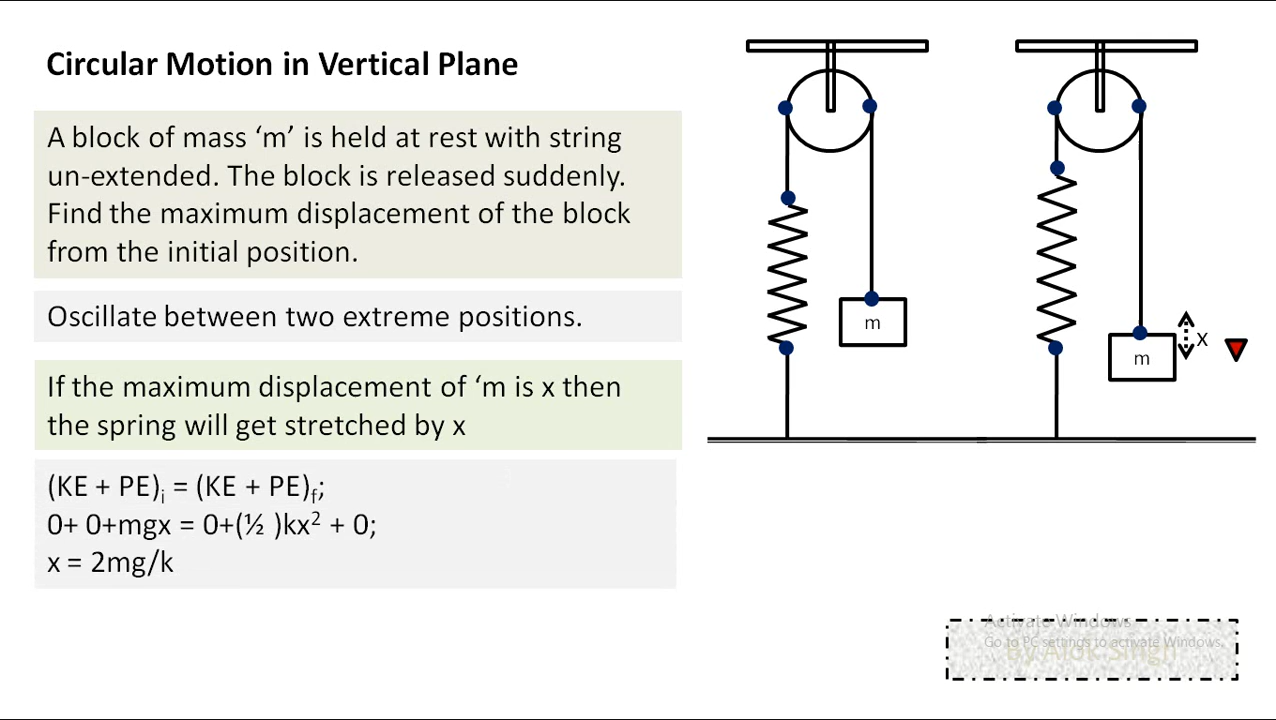 Circular Motion in Vertical Plane
A block of mass ‘m’ is held at rest with string
un-extended. The block is released suddenly.
Find the maximum displacement of the block
from the initial position.
Oscillate between two extreme positions.
If the maximum displacement of ‘m is x then
the spring will get stretched by x
(KE + PE)i = (KE + PE)f;
0+ 0+mgx = 0+(½ )kx² + 0;
x = 2mg/k
m
m
x
Activate Windows
Go to PC settings to activate Windows.
By Alok Singh